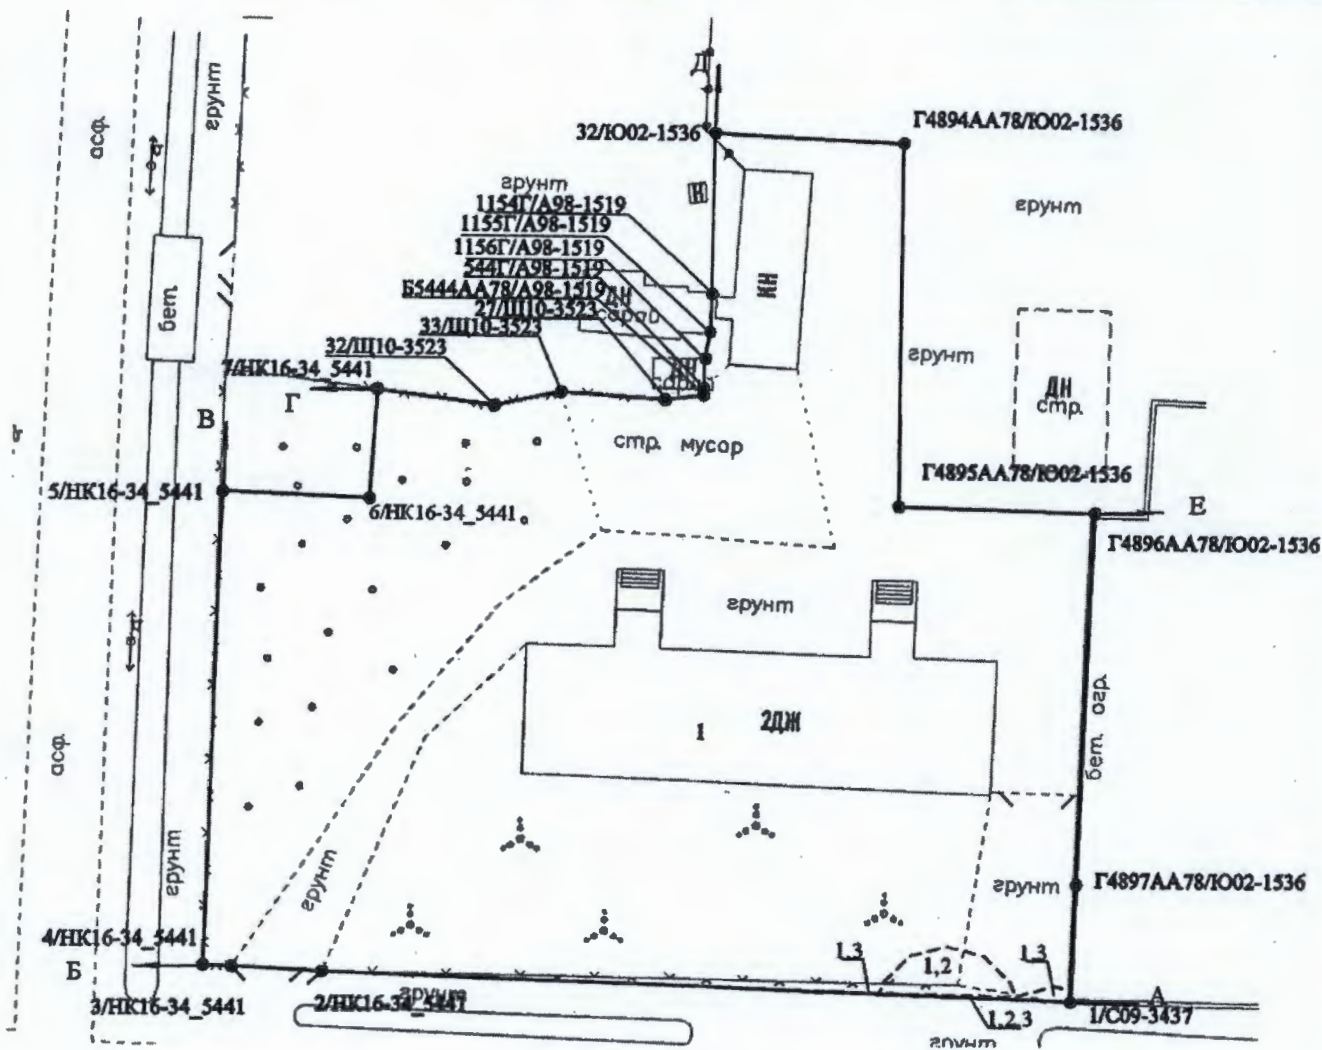 Д
Г4894АА78/Ю02-1536
32/Ю02-1536
грунт
асф.
грунт
Н
1154Г/А98-1519
грунт
1155Г/А98-1519
1156Г/А98-1519
544Г/А98-1519
КН
Б5444АА78/А98-1519
ДН
сараи
бет.
27/Щ10-3523
33/Щ10-3523
32/Щ10-3523
грунт
7/НК16-34_5441
ДН
сар.
ДН
стр.
Г
В
стр. мусор
Г4895АА78/Ю02-1536
5/НК16-34_5441
6/НК16-34_5441
Е
Г4896АА78/Ю02-1536
грунт
1
2ДЖ
бет. огр.
асф.
грунт
грунт
грунт
Г4897АА78/Ю02-1536
4/НК16-34_5441
Б
1,3
1,2
1,3
А
3/НК16-34_5441
2/НК16-34_5441
грунт
1,2,3
1/С09-3437
грунт